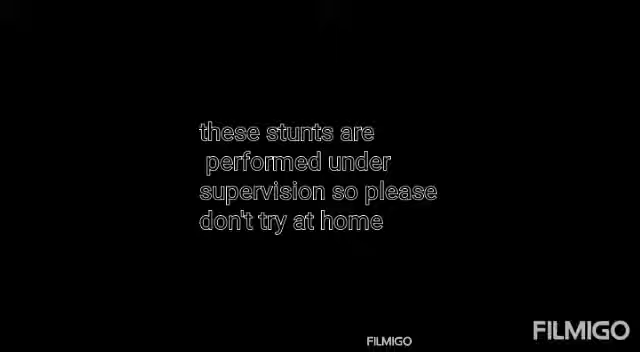 these stunts are
performed under
supervision so please
don't try at home
FILMIGO
FILMIGO